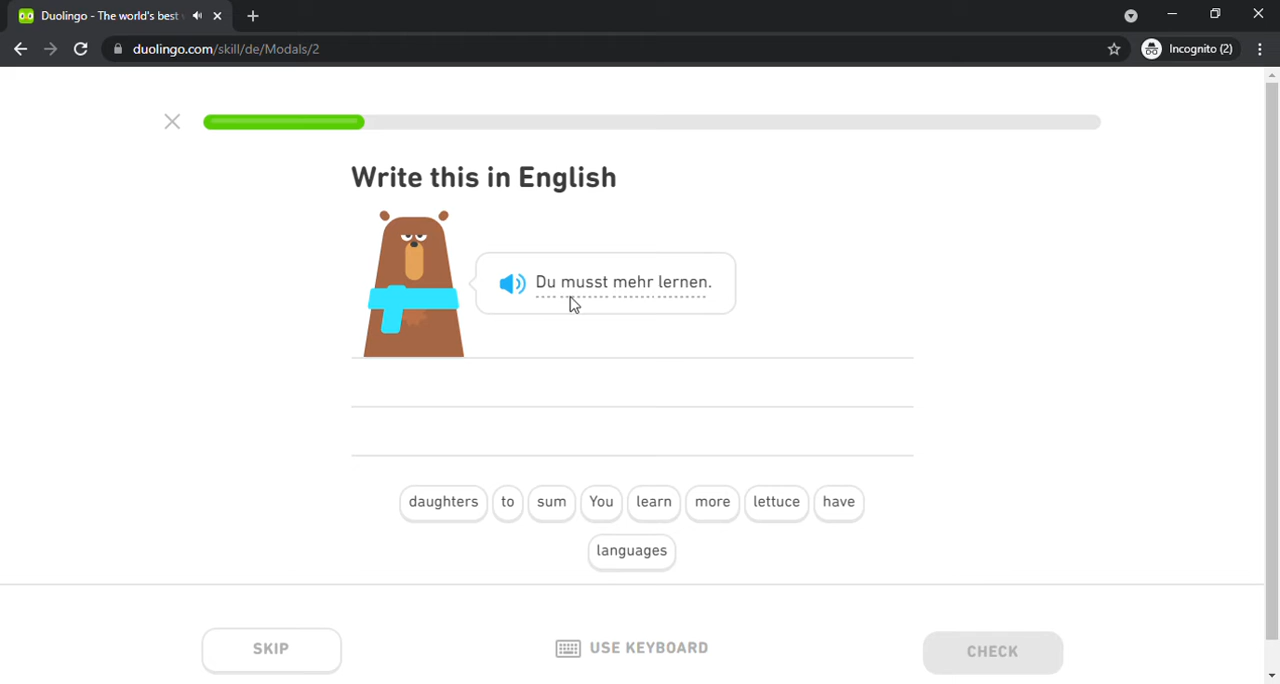 Duolingo - The world's best
duolingo.com/skill/de/Modals/2
Incognito (2)
Write this in English
Du musst mehr lernen.
daughters to sum You learn more lettuce have
languages
SKIP
USE KEYBOARD
CHECK